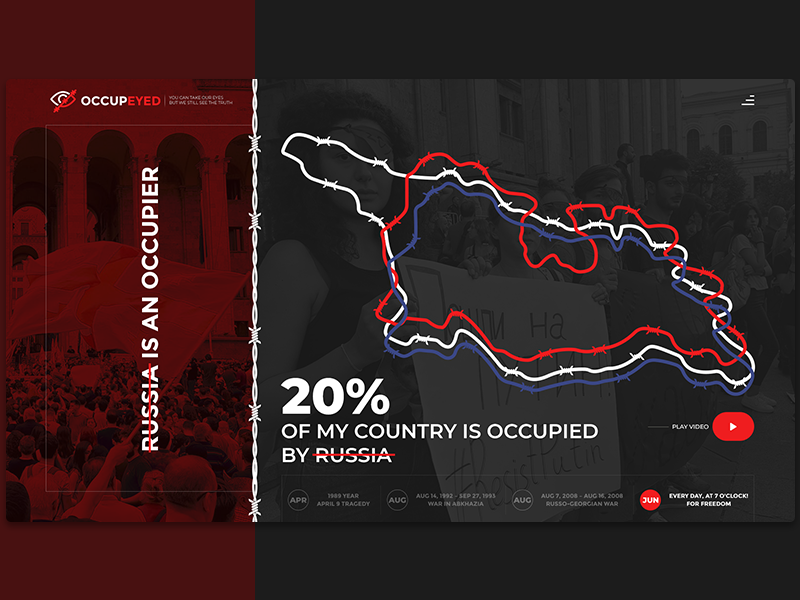 OCCUPEYED
YOU CAN TAKE OUR EYES
BUT WE STILL SEE THE TRUTH
RUSSIA IS AN OCCUPIER
на
#ResistPutin
20%
OF MY COUNTRY IS OCCUPIED
BY RUSSIA
PLAY VIDEO
APR
1989 YEAR
APRIL 9 TRAGEDY
AUG
AUG 14, 1992 - SEP 27, 1993
WAR IN ABKHAZIA
AUG
AUG 7, 2008 - AUG 16, 2008
RUSSO-GEORGIAN WAR
JUN
EVERY DAY, AT 7 O'CLOCK!
FOR FREEDOM